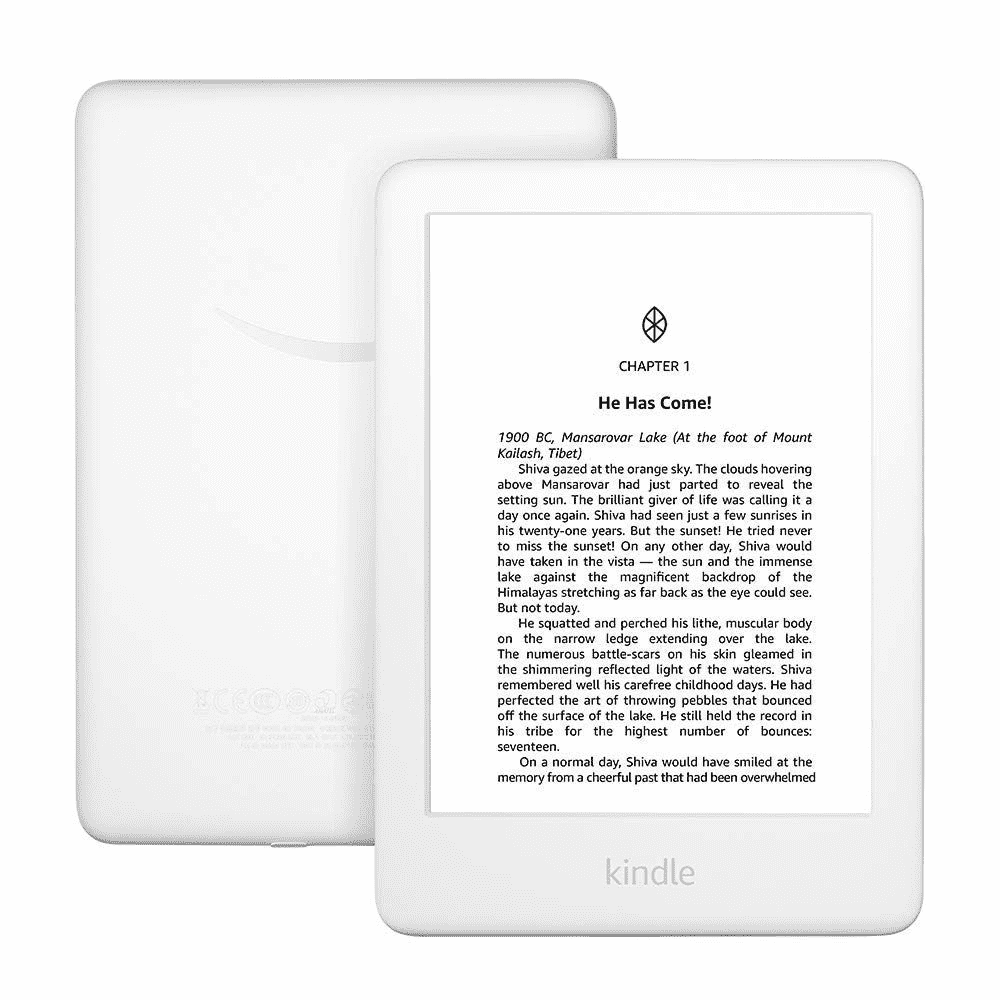 CHAPTER 1
He Has Come!
1900 BC, Mansarovar Lake (At the foot of Mount
Kailash, Tibet)
Shiva gazed at the orange sky. The clouds hovering
above Mansarovar had just parted to reveal the
setting sun. The brilliant giver of life was calling it a
day once again. Shiva had seen just a few sunrises in
his twenty-one years. But the sunset! He tried never
to miss the sunset! On any other day, Shiva would
have taken in the vista — the sun and the immense
lake against the magnificent backdrop of the
Himalayas stretching as far back as the eye could see.
But not today.
He squatted and perched his lithe, muscular body
on the narrow ledge extending over the lake.
The numerous battle-scars on his skin gleamed in
the shimmering reflected light of the waters. Shiva
remembered well his carefree childhood days. He had
perfected the art of throwing pebbles that bounced
off the surface of the lake. He still held the record in
his tribe for the highest number of bounces:
seventeen.
On a normal day, Shiva would have smiled at the
memory from a cheerful past that had been overwhelmed
kindle